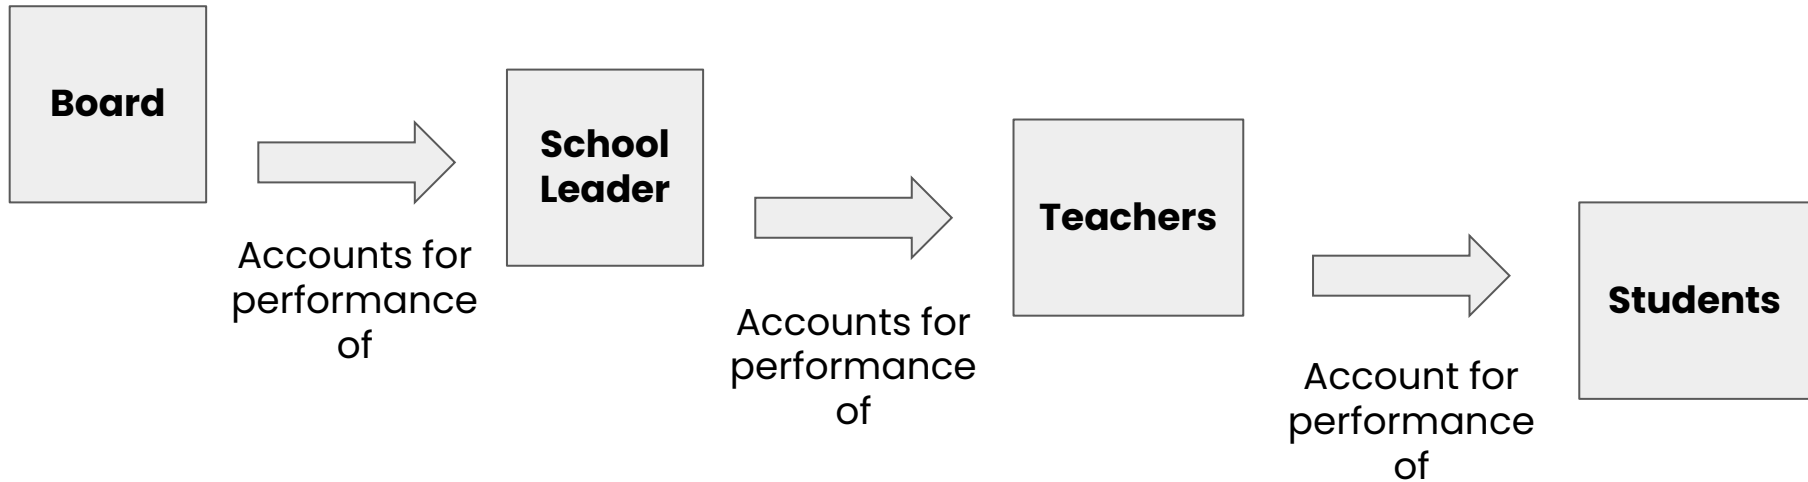 Board
Accounts for
performance
of
School
Leader
Accounts for
performance
of
Teachers
Account for
performance
of
Students